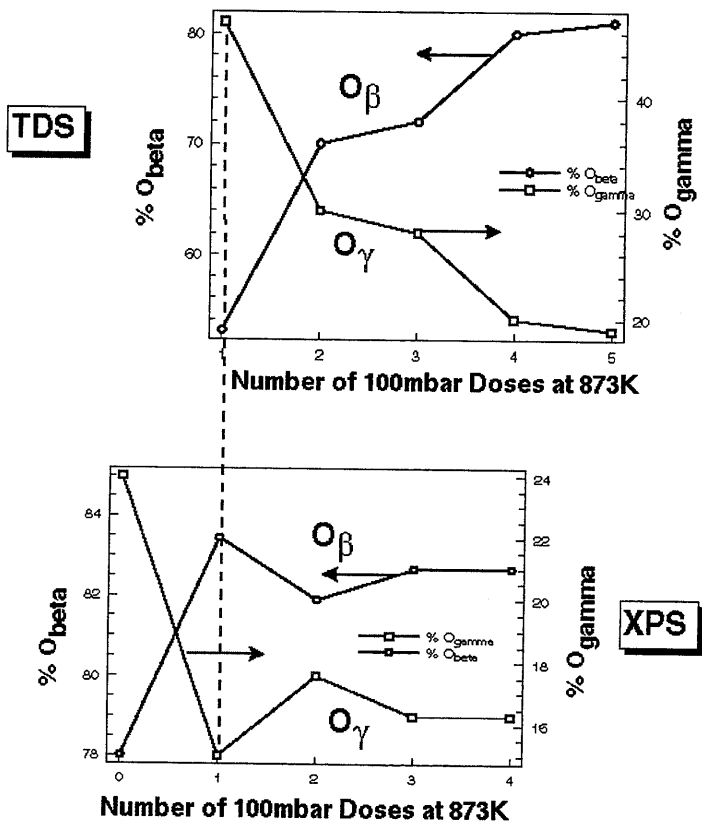 TDS
% Obeta
80
70
60
Oβ
Oγ
% Obeta
% Ogamma
40
30
20
% Ogamma
1 2 3 4 5
Number of 100mbar Doses at 873K
% Obeta
84
82
80
78
Oβ
% Ogamma
% Obeta
Oγ
24
22
20
18
16
% Ogamma
XPS
0 1 2 3 4
Number of 100mbar Doses at 873K